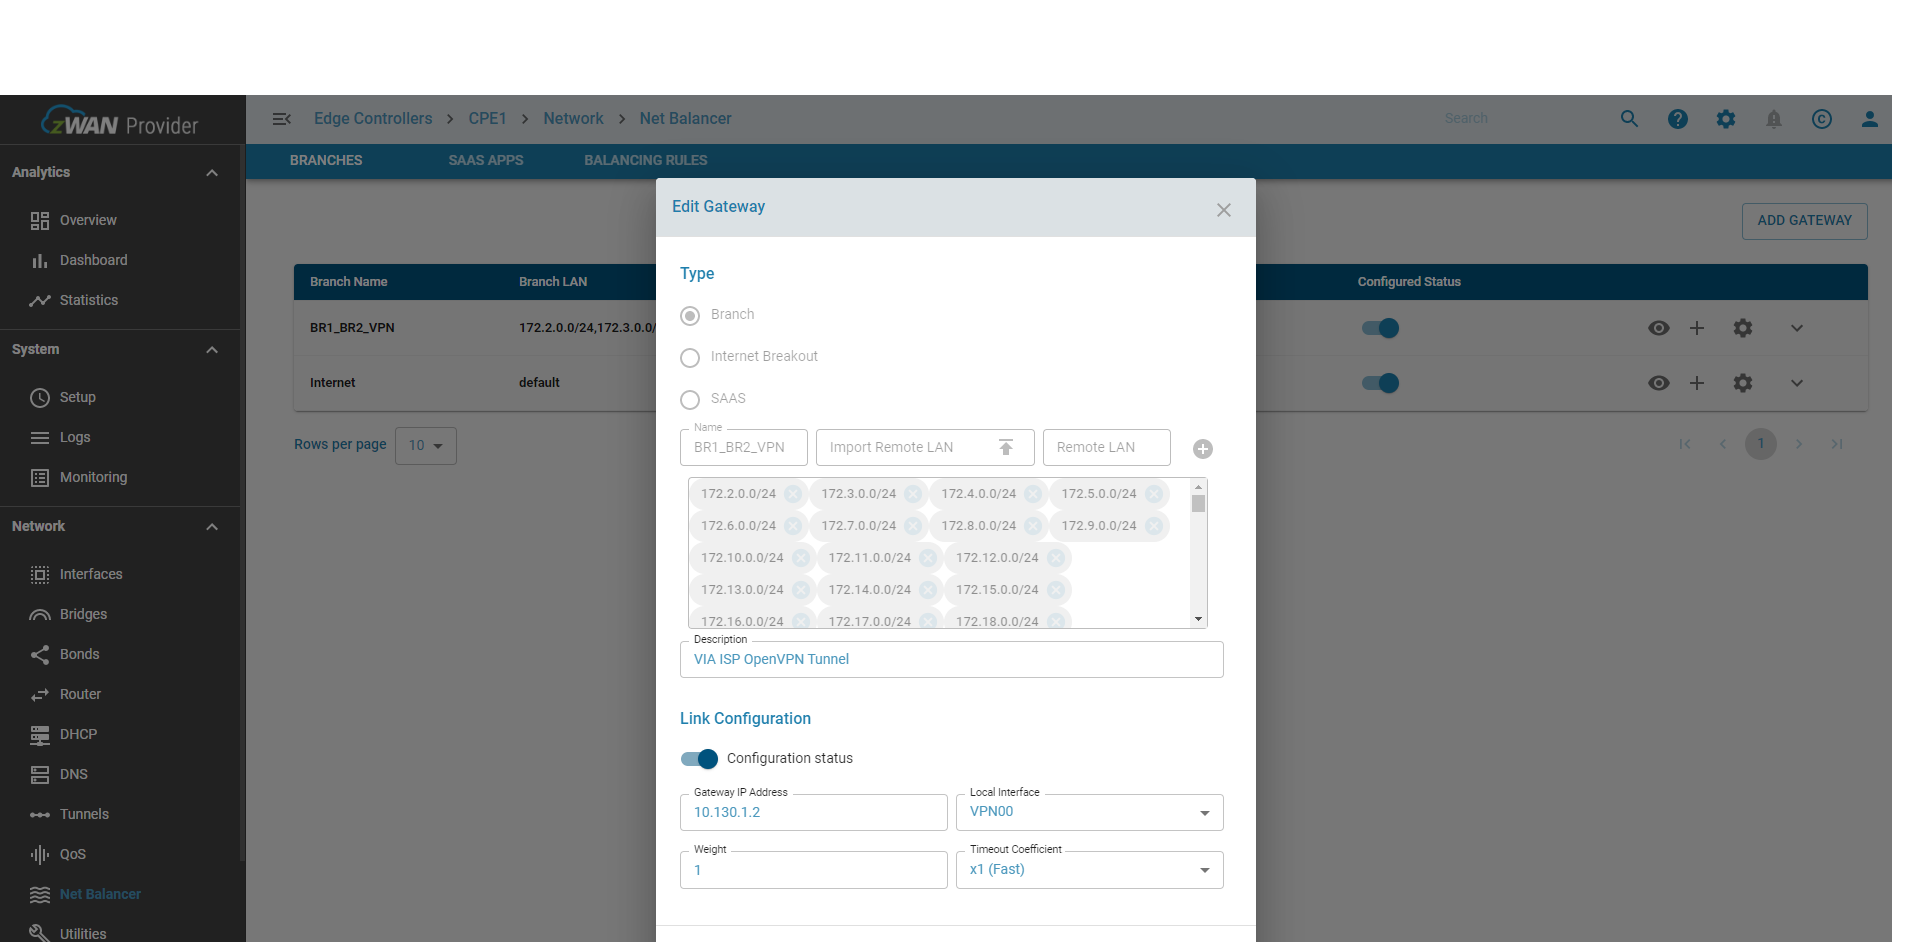 zWAN Provider
Edge Controllers > CPE1 > Network > Net Balancer
Search
BRANCHES SAAS APPS BALANCING RULES
Analytics
Overview
Dashboard
Statistics
System
Setup
Logs
Monitoring
Network
Interfaces
Bridges
Bonds
Router
DHCP
DNS
Tunnels
QoS
Net Balancer
Utilities
ADD GATEWAY
Branch Name Branch LAN Configured Status
BR1_BR2_VPN 172.2.0.0/24,172.3.0.0/
Internet default
Rows per page 10
1
Edit Gateway
Type
Branch
Internet Breakout
SAAS
Name
BR1_BR2_VPN Import Remote LAN Remote LAN
172.2.0.0/24 172.3.0.0/24 172.4.0.0/24 172.5.0.0/24
172.6.0.0/24 172.7.0.0/24 172.8.0.0/24 172.9.0.0/24
172.10.0.0/24 172.11.0.0/24 172.12.0.0/24
172.13.0.0/24 172.14.0.0/24 172.15.0.0/24
172.16.0.0/24 172.17.0.0/24 172.18.0.0/24
Description
VIA ISP OpenVPN Tunnel
Link Configuration
Configuration status
Gateway IP Address Local Interface
10.130.1.2 VPN00
Weight Timeout Coefficient
1 x1 (Fast)